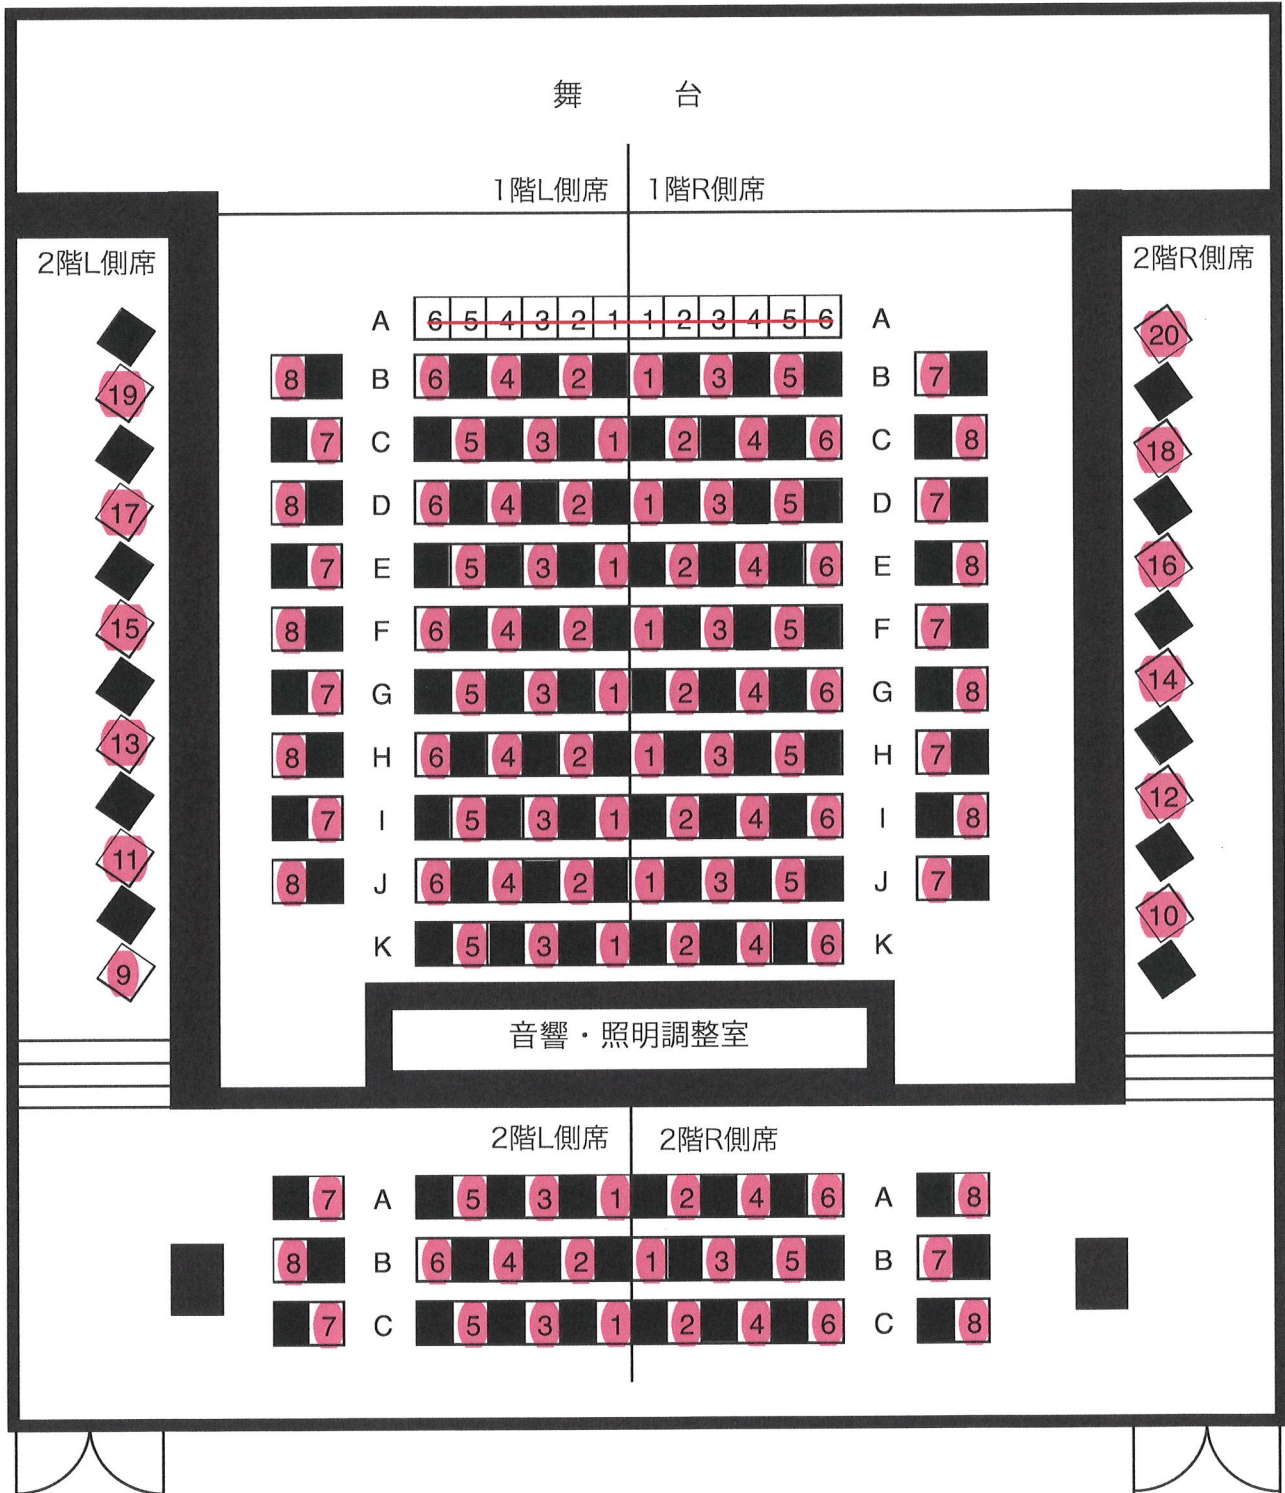 舞 台
1階L側席 1階R側席
2階L側席
2階R側席
A 6 5 4 3 2 1 1 2 3 4 5 6 A
8 B 6 4 2 1 3 5 B 7
7 C 5 3 1 2 4 6 C 8
8 D 6 4 2 1 3 5 D 7
7 E 5 3 1 2 4 6 E 8
8 F 6 4 2 1 3 5 F 7
7 G 5 3 1 2 4 6 G 8
8 H 6 4 2 1 3 5 H 7
7 I 5 3 1 2 4 6 I 8
8 J 6 4 2 1 3 5 J 7
K 5 3 1 2 4 6 K
19
17
15
13
11
9
20
18
16
14
12
10
音響・照明調整室
2階L側席 2階R側席
7 A 5 3 1 2 4 6 A 8
8 B 6 4 2 1 3 5 B 7
7 C 5 3 1 2 4 6 C 8